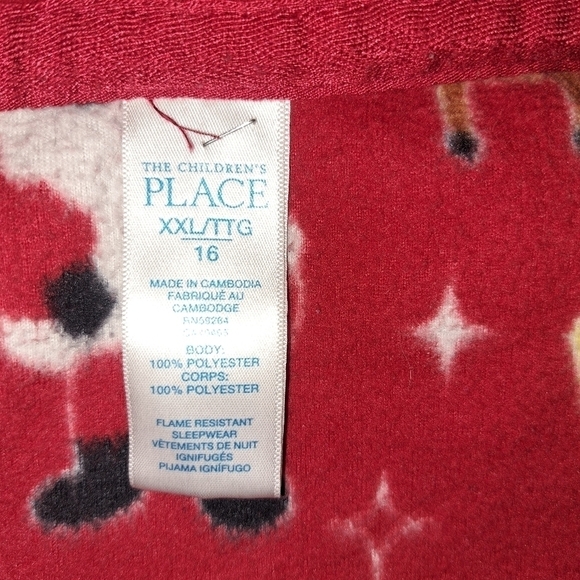 THE CHILDREN'S
PLACE
XXL/TTG
16
MADE IN CAMBODIA
FABRIQUÉ AU
CAMBODGE
BODY:
100% POLYESTER
CORPS:
100% POLYESTER
FLAME RESISTANT
SLEEPWEAR
VÊTEMENTS DE NUIT
IGNIFUGÉS
PIJAMA IGNÍFUGO